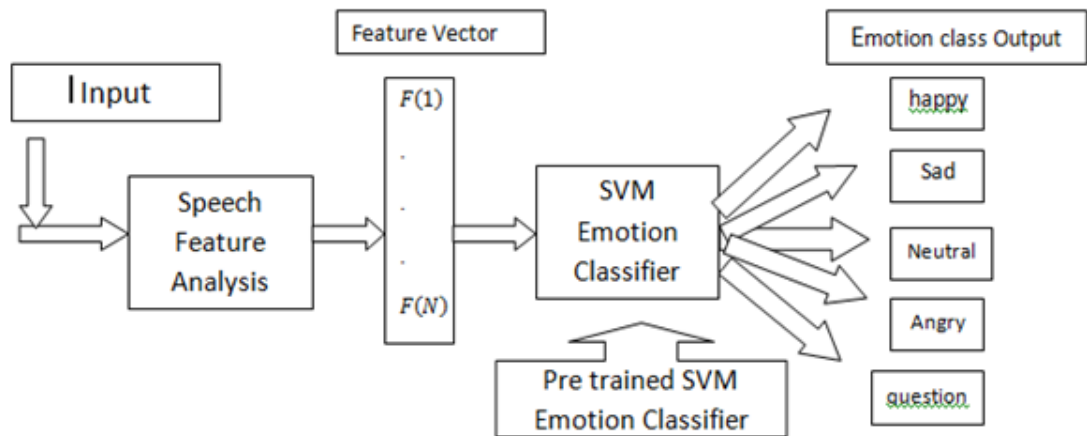 Feature Vector
Emotion class Output
I Input
F(1)
.
.
.
F(N)
Speech
Feature
Analysis
SVM
Emotion
Classifier
Pre trained SVM
Emotion Classifier
happy
Sad
Neutral
Angry
question